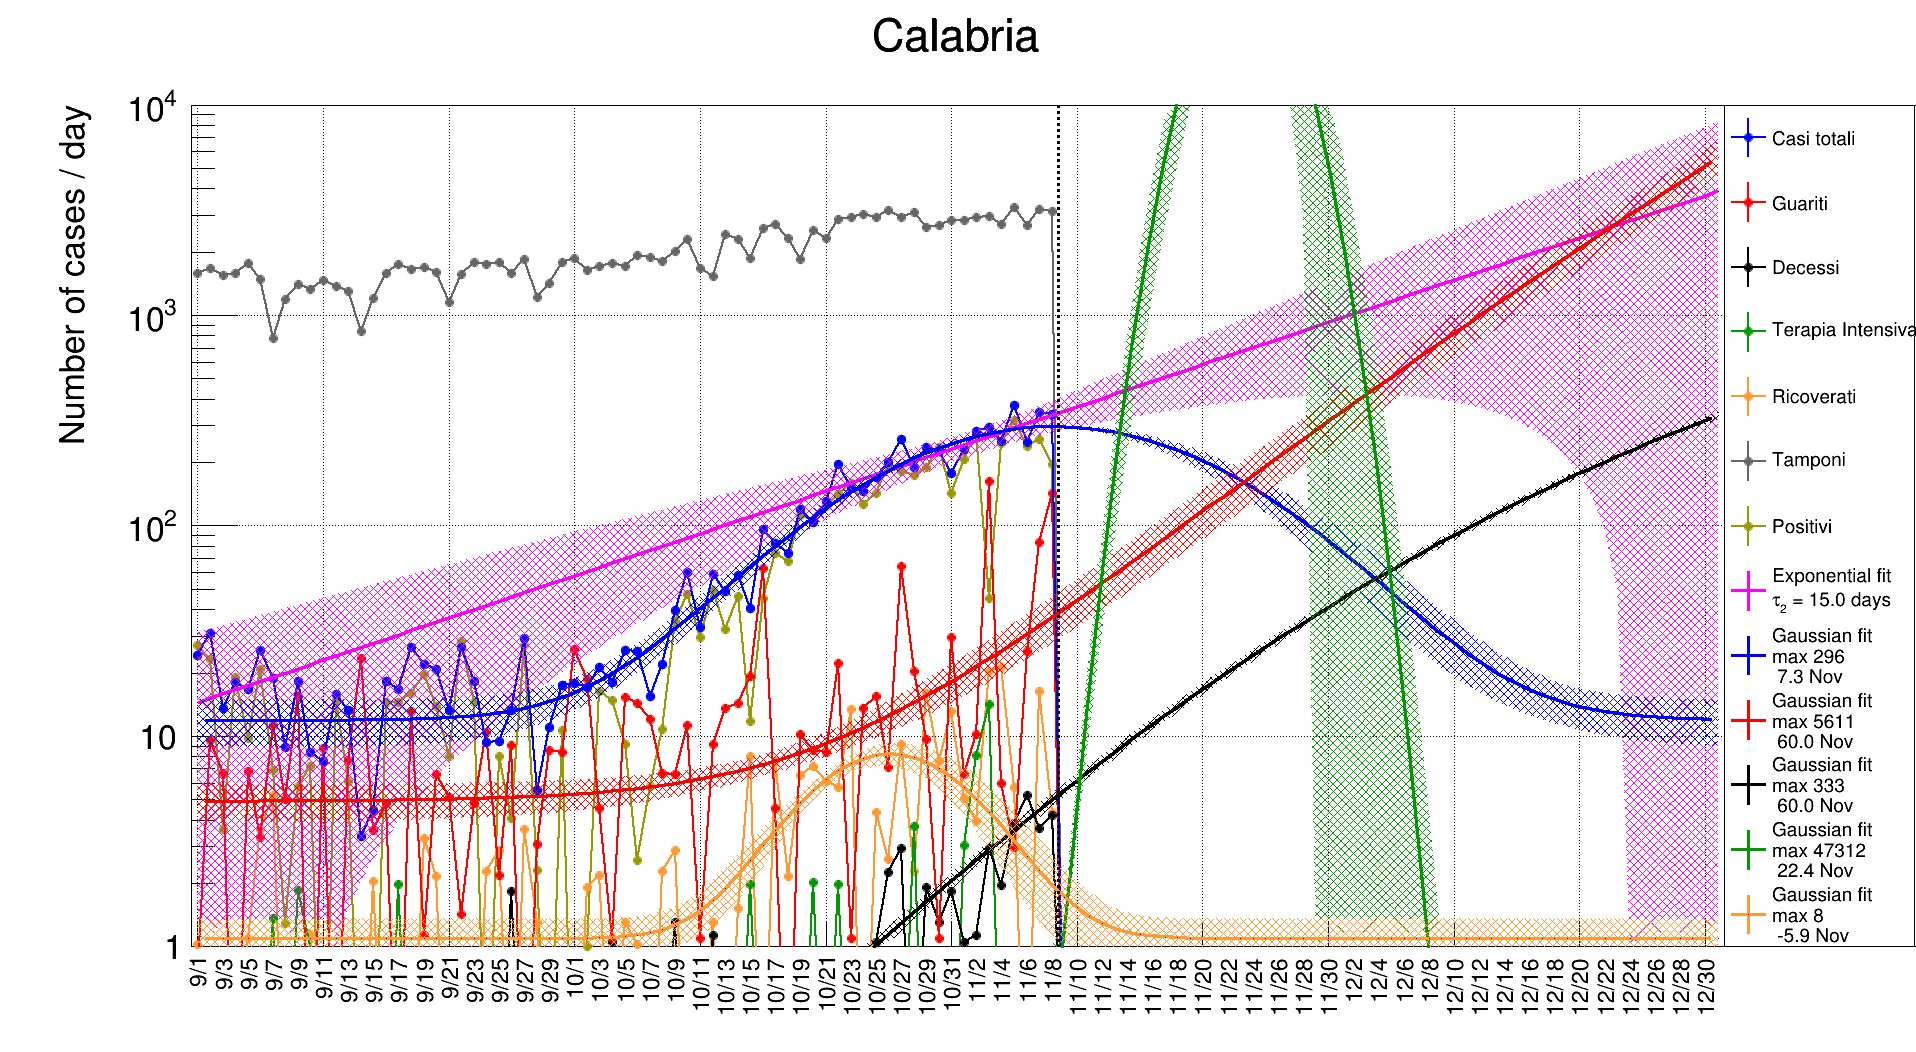 Calabria
Number of cases / day
10⁴
10³
10²
10
1
9/1 9/3 9/5 9/7 9/9 9/11 9/13 9/15 9/17 9/19 9/21 9/23 9/25 9/27 9/29 10/1 10/3 10/5 10/7 10/9 10/11 10/13 10/15 10/17 10/19 10/21 10/23 10/25 10/27 10/29 10/31 11/2 11/4 11/6 11/8 11/10 11/12 11/14 11/16 11/18 11/20 11/22 11/24 11/26 11/28 11/30 12/2 12/4 12/6 12/8 12/10 12/12 12/14 12/16 12/18 12/20 12/22 12/24 12/26 12/28 12/30
Casi totali
Guariti
Decessi
Terapia Intensiva
Ricoverati
Tamponi
Positivi
Exponential fit
τ₂ = 15.0 days
Gaussian fit
max 296
7.3 Nov
Gaussian fit
max 5611
60.0 Nov
Gaussian fit
max 333
60.0 Nov
Gaussian fit
max 47312
22.4 Nov
Gaussian fit
max 8
-5.9 Nov